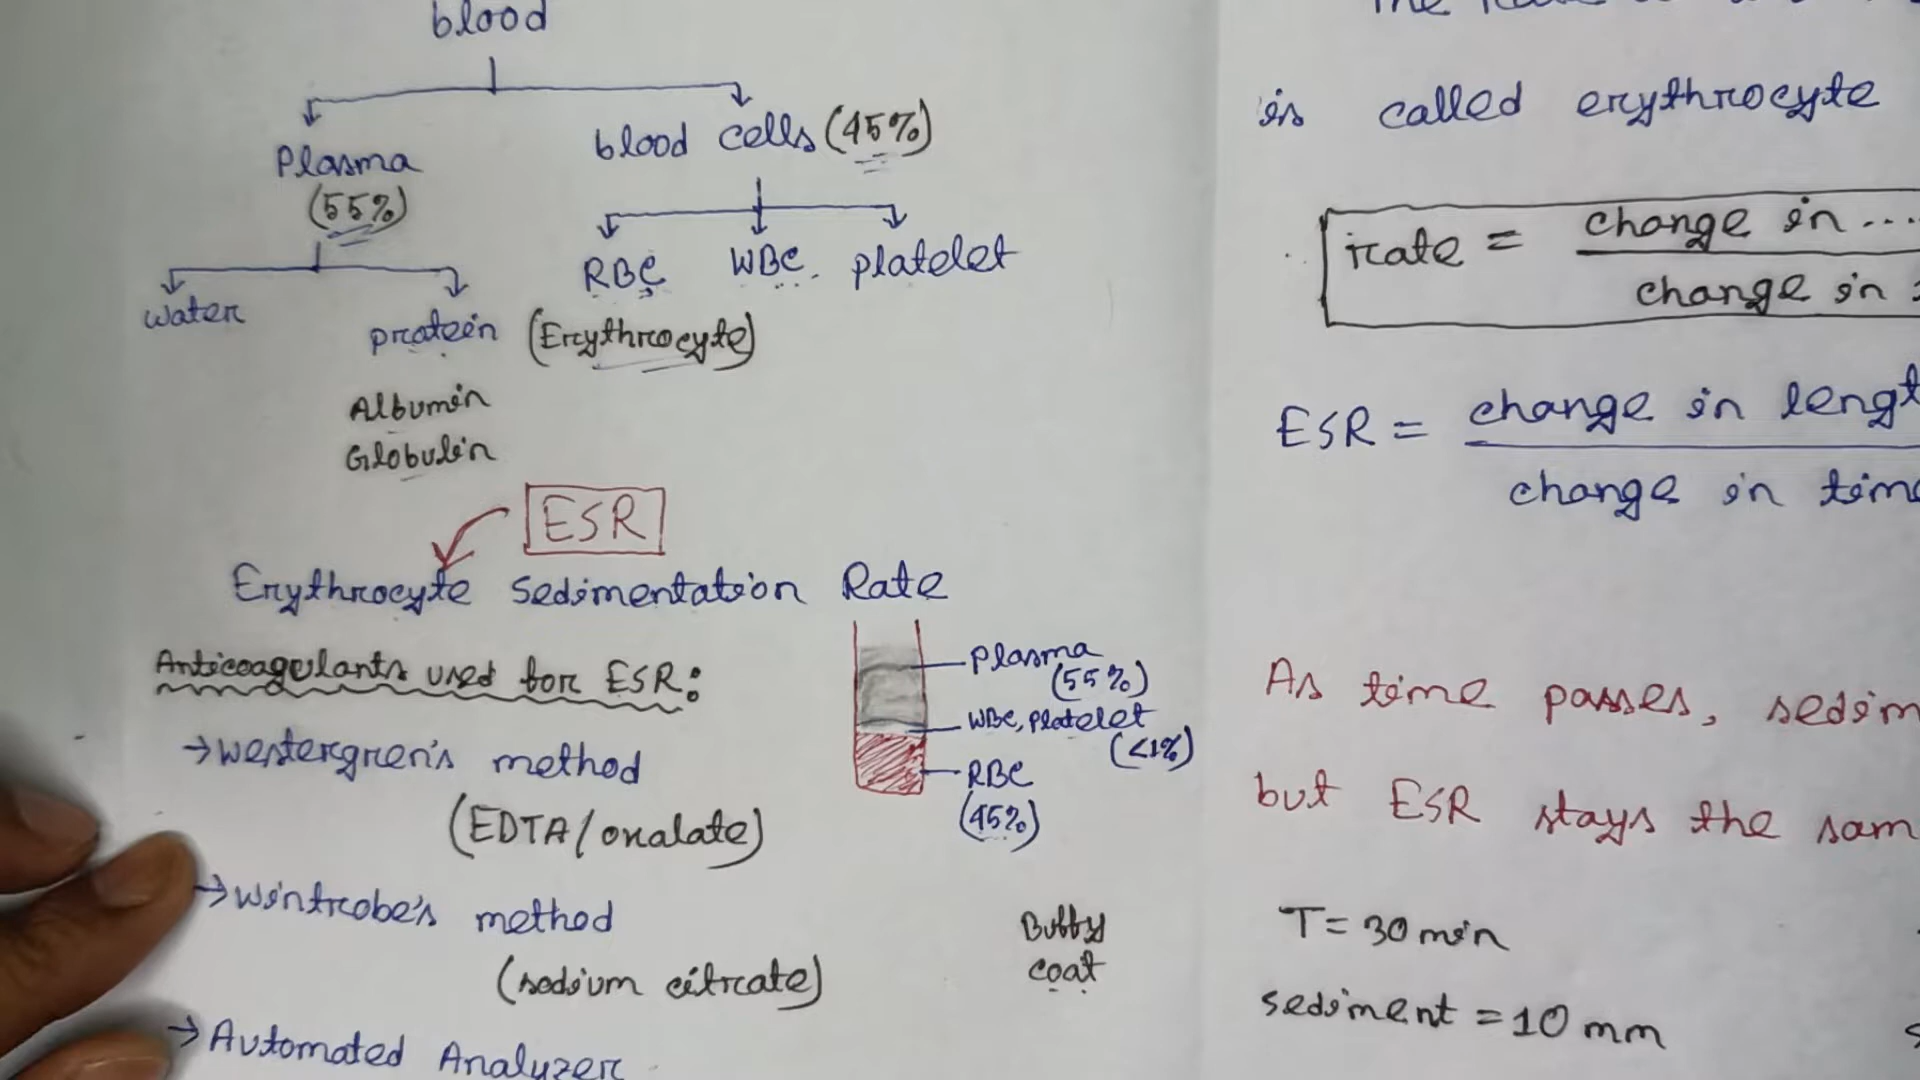 blood
Plasma
(55%)
blood cells (45%)
water
protein
Albumin
Globulin
RBC
WBC
platelet
(Erythrocyte)
ESR
Erythrocyte Sedimentation Rate
Anticoagulants used for ESR:
→ Westergren's method
(EDTA/oxalate)
→ Wintrobe's method
(sodium citrate)
→ Automated Analyzer
Plasma
(55%)
WBC, Platelet
(<1%)
RBC
(45%)
Buffy
coat
is called erythrocyte
rate = change in ....
change in
ESR = change in
change in
As time passes,
but ESR stays the
T = 30 min
sediment = 10 mm